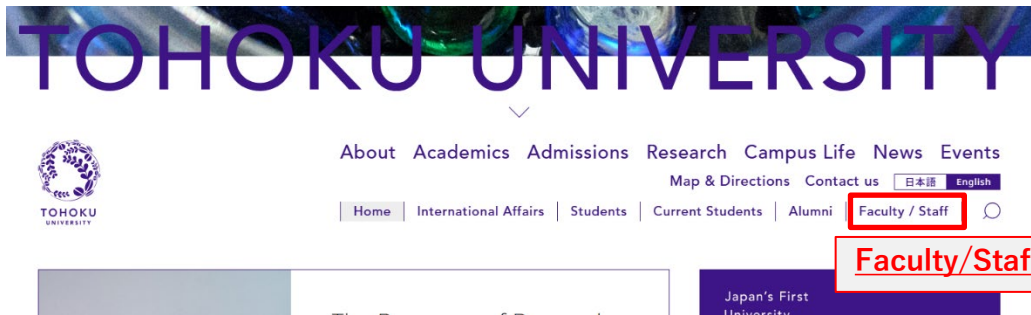 TOHOKU UNIVERSITY
About Academics Admissions Research Campus Life News Events
Map & Directions Contact us 日本語 English
TOHOKU
UNIVERSITY
Home International Affairs Students Current Students Alumni Faculty / Staff
Faculty/Staf
Japan's First
University